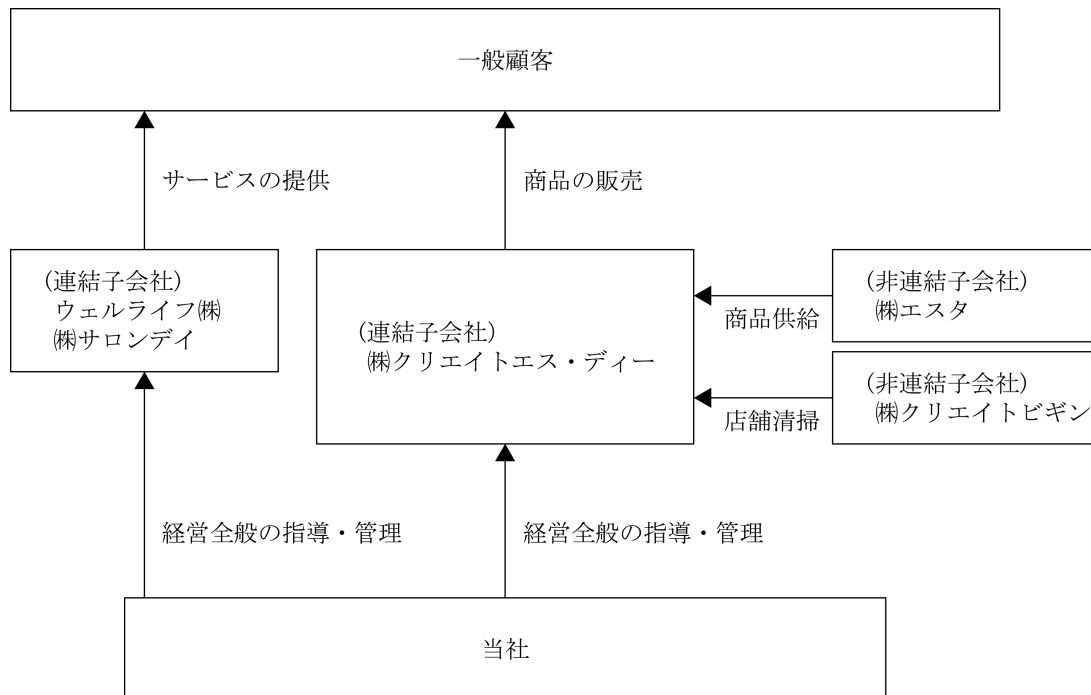 一般顧客
サービスの提供
商品の販売
(連結子会社)
ウェルライフ㈱
㈱サロンデイ
(連結子会社)
㈱クリエイトエス・ディー
商品供給
店舗清掃
(非連結子会社)
㈱エスタ
(非連結子会社)
㈱クリエイトビギン
経営全般の指導・管理
経営全般の指導・管理
当社